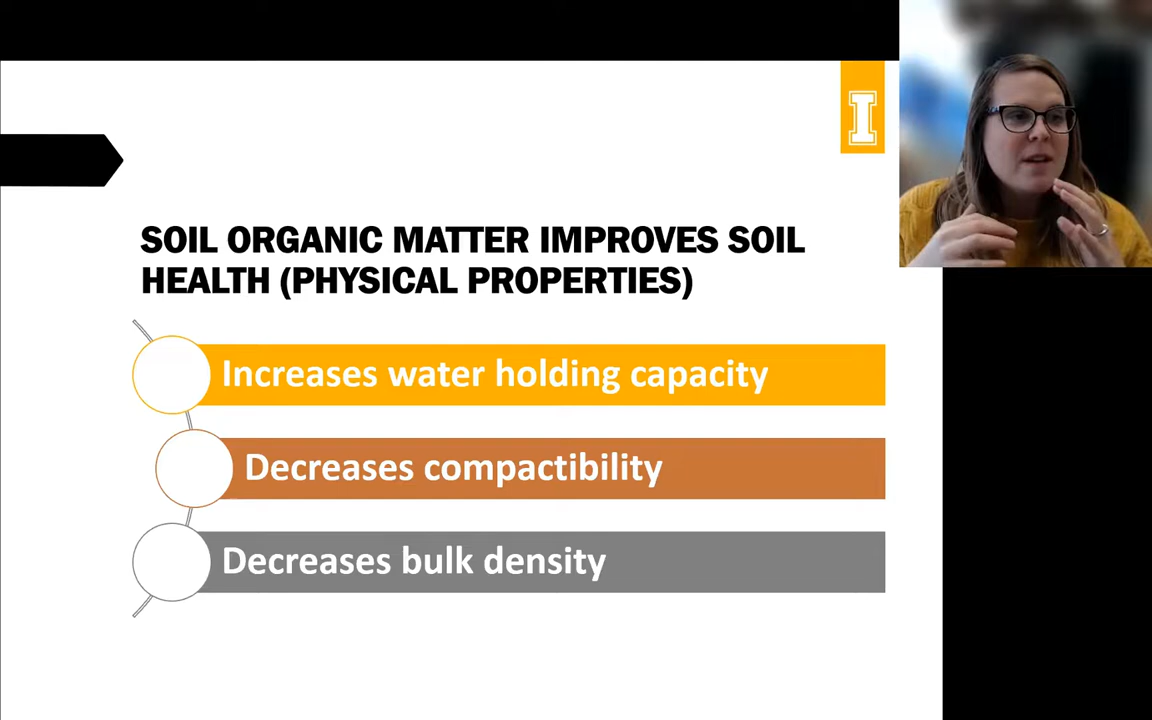 I
SOIL ORGANIC MATTER IMPROVES SOIL
HEALTH (PHYSICAL PROPERTIES)
Increases water holding capacity
Decreases compactibility
Decreases bulk density